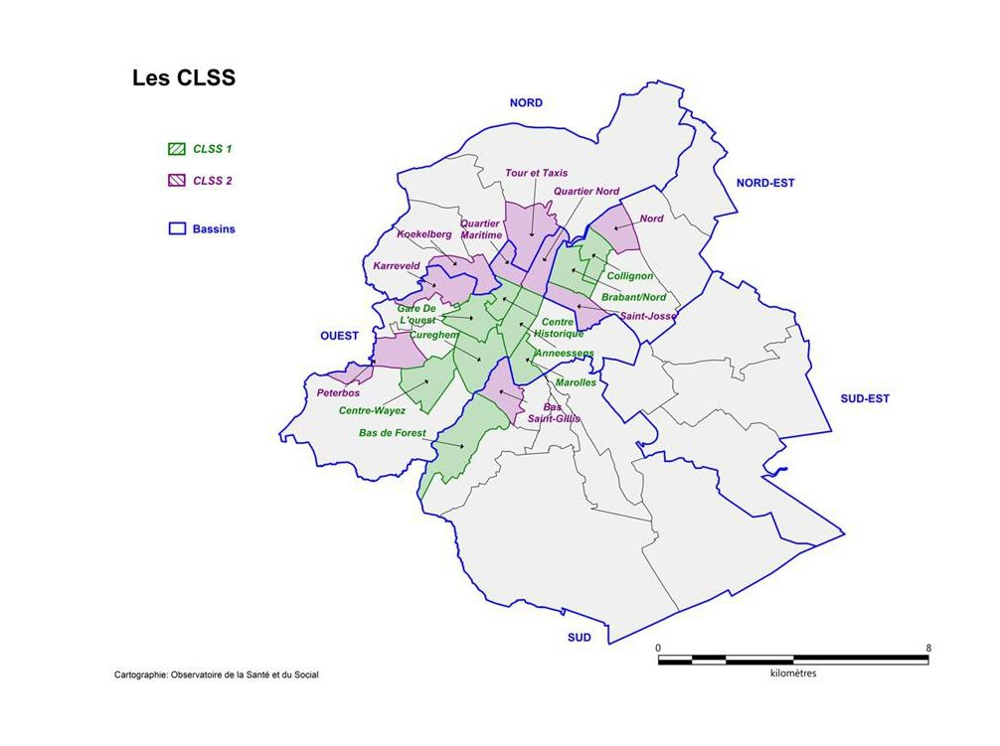 Les CLSS
NORD
CLSS 1
CLSS 2
Bassins
NORD-EST
Tour et Taxis
Quartier Nord
Nord
Quartier
Maritime
Koekelberg
Karreveld
Collignon
Brabant/Nord
Saint-Josse
Gare De
L'ouest
Cureghem
Centre
Historique
Anneessens
Marolles
OUEST
Peterbos
Centre-Wayez
Bas
Saint-Gillis
Bas de Forest
SUD-EST
SUD
0 8
kilomètres
Cartographie: Observatoire de la Santé et du Social